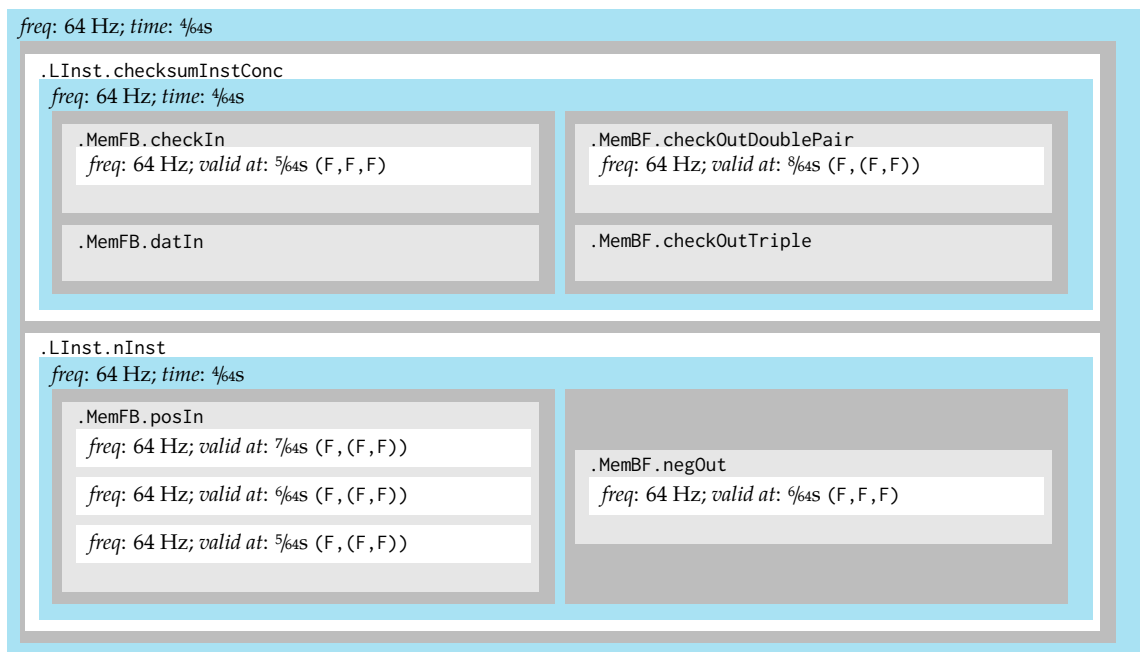 freq: 64 Hz; time: 4/64s
.LInst.checksumInstConc
freq: 64 Hz; time: 4/64s
.MemFB.checkIn
freq: 64 Hz; valid at: 5/64s (F,F,F)
.MemFB.datIn
.MemBF.checkOutDoublePair
freq: 64 Hz; valid at: 8/64s (F,(F,F))
.MemBF.checkOutTriple
.LInst.nInst
freq: 64 Hz; time: 4/64s
.MemFB.posIn
freq: 64 Hz; valid at: 7/64s (F,(F,F))
freq: 64 Hz; valid at: 6/64s (F,(F,F))
freq: 64 Hz; valid at: 5/64s (F,(F,F))
.MemBF.negOut
freq: 64 Hz; valid at: 6/64s (F,F,F)